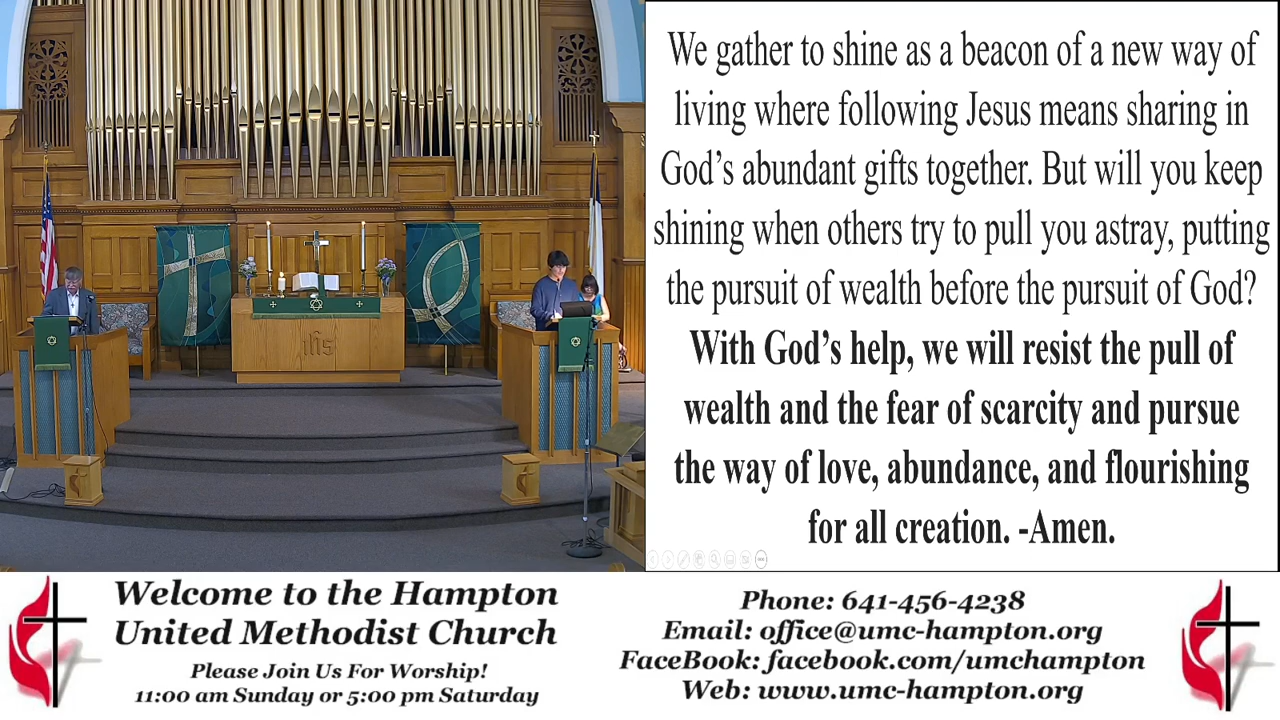 We gather to shine as a beacon of a new way of
living where following Jesus means sharing in
God’s abundant gifts together. But will you keep
shining when others try to pull you astray, putting
the pursuit of wealth before the pursuit of God?
With God’s help, we will resist the pull of
wealth and the fear of scarcity and pursue
the way of love, abundance, and flourishing
for all creation. -Amen.
ihs
Welcome to the Hampton
United Methodist Church
Please Join Us For Worship!
11:00 am Sunday or 5:00 pm Saturday
Phone: 641-456-4238
Email: office@umc-hampton.org
FaceBook: facebook.com/umchampton
Web: www.umc-hampton.org